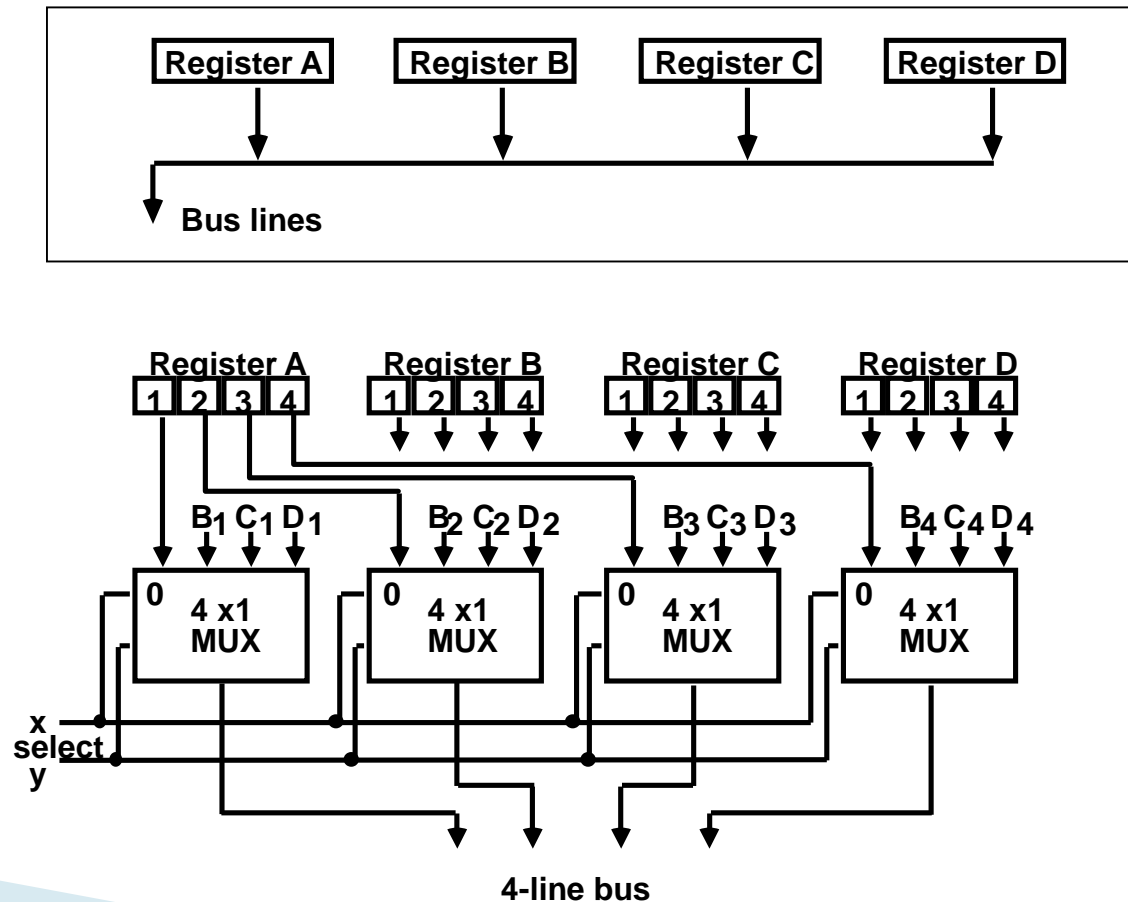 Register A Register B Register C Register D
Bus lines
Register A Register B Register C Register D
1 2 3 4 1 2 3 4 1 2 3 4 1 2 3 4
B1 C1 D1 B2 C2 D2 B3 C3 D3 B4 C4 D4
0 0 0 0
4 x1 4 x1 4 x1 4 x1
MUX MUX MUX MUX
x
select
y
4-line bus